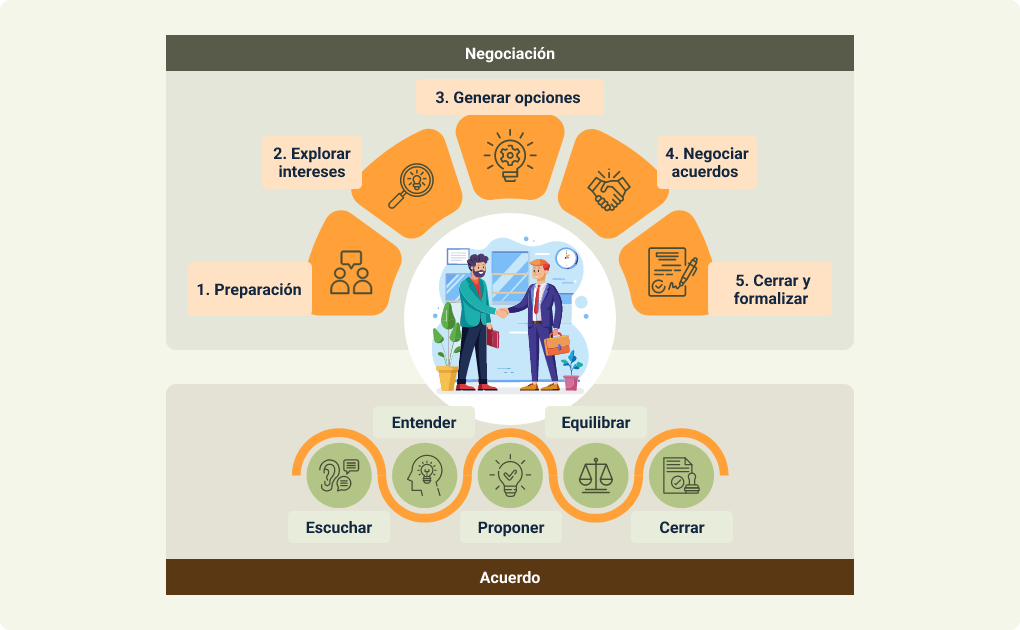 Negociación
3. Generar opciones
2. Explorar
intereses
4. Negociar
acuerdos
1. Preparación
5. Cerrar y
formalizar
Entender
Equilibrar
Escuchar
Proponer
Cerrar
Acuerdo